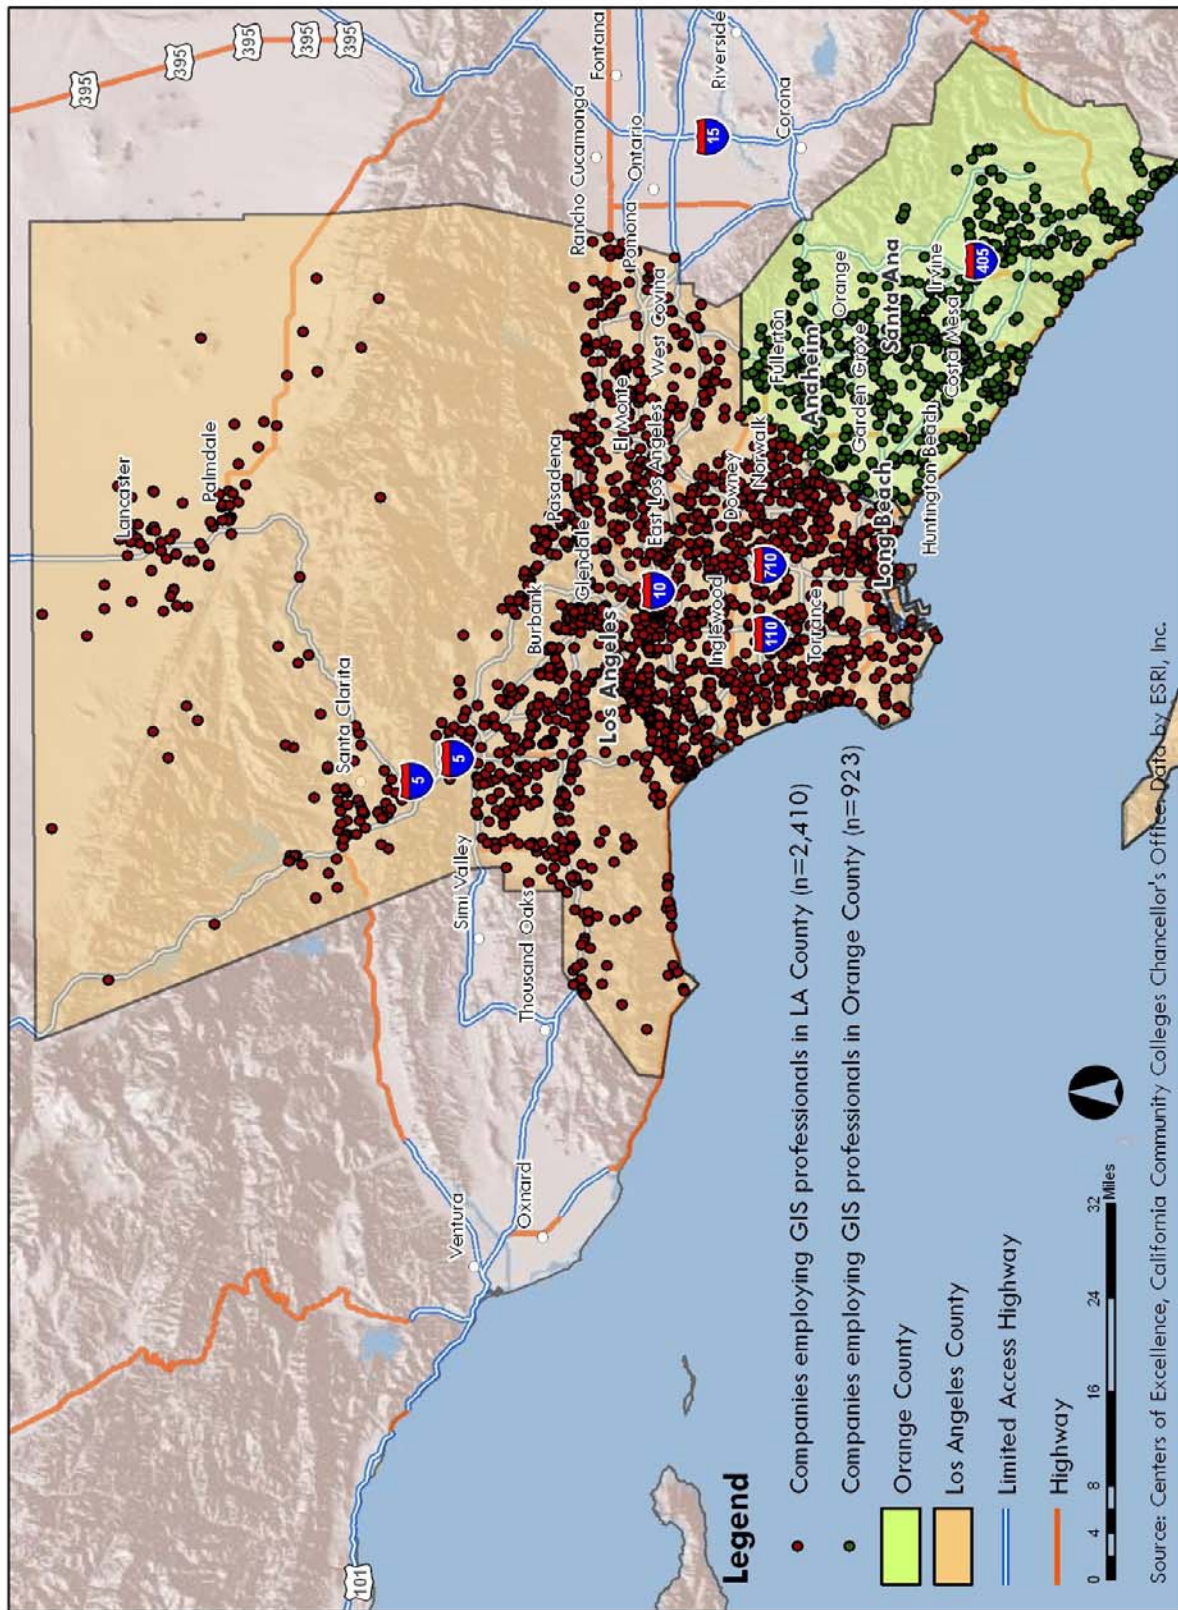 395
395
395
395
395
Lancaster
Palmdale
Santa Clarita
5
5
Simi Valley
Thousand Oaks
Ventura
Oxnard
101
Burbank
Pasadena
Glendale
Los Angeles
El Monte
East Los Angeles
West Covina
Pomona
Rancho Cucamonga
Fontana
Ontario
Riverside
15
Corona
10
Inglewood
Downey
Norwalk
110
710
Torrance
Long Beach
Fullerton
Anaheim
Orange
Garden Grove
Santa Ana
Huntington Beach
Costa Mesa
Irvine
405
Legend
Companies employing GIS professionals in LA County (n=2,410)
Companies employing GIS professionals in Orange County (n=923)
Orange County
Los Angeles County
Limited Access Highway
Highway
0 4 8 16 24 32
Miles
Source: Centers of Excellence, California Community Colleges Chancellor's Office. Data by ESRI, Inc.